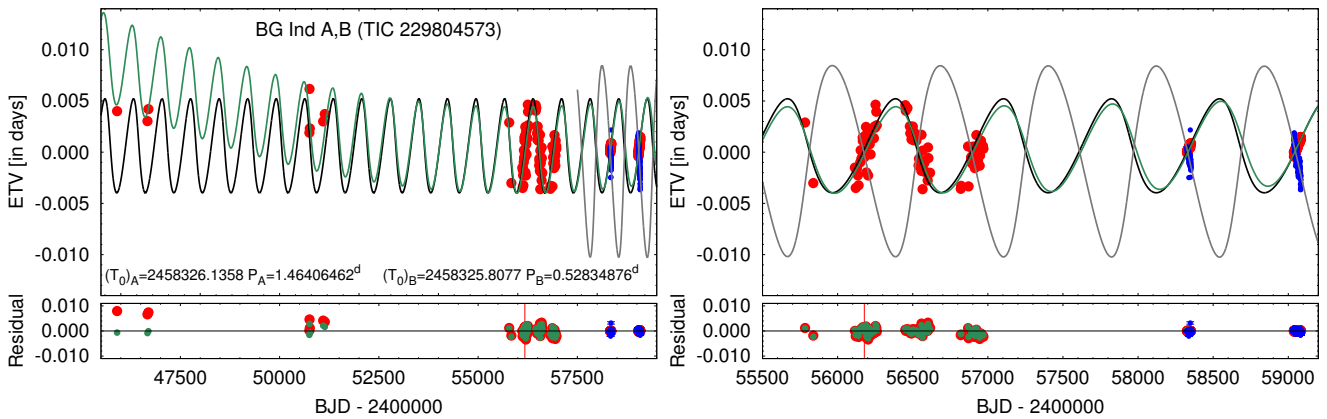 BG Ind A,B (TIC 229804573)
ETV [in days]
0.010
0.005
0.000
-0.005
-0.010
(T0)A=2458326.1358 PA=1.46406462d (T0)B=2458325.8077 PB=0.52834876d
Residual
0.010
0.000
-0.010
47500 50000 52500 55000 57500
BJD - 2400000
ETV [in days]
0.010
0.005
0.000
-0.005
-0.010
Residual
0.010
0.000
-0.010
55500 56000 56500 57000 57500 58000 58500 59000
BJD - 2400000